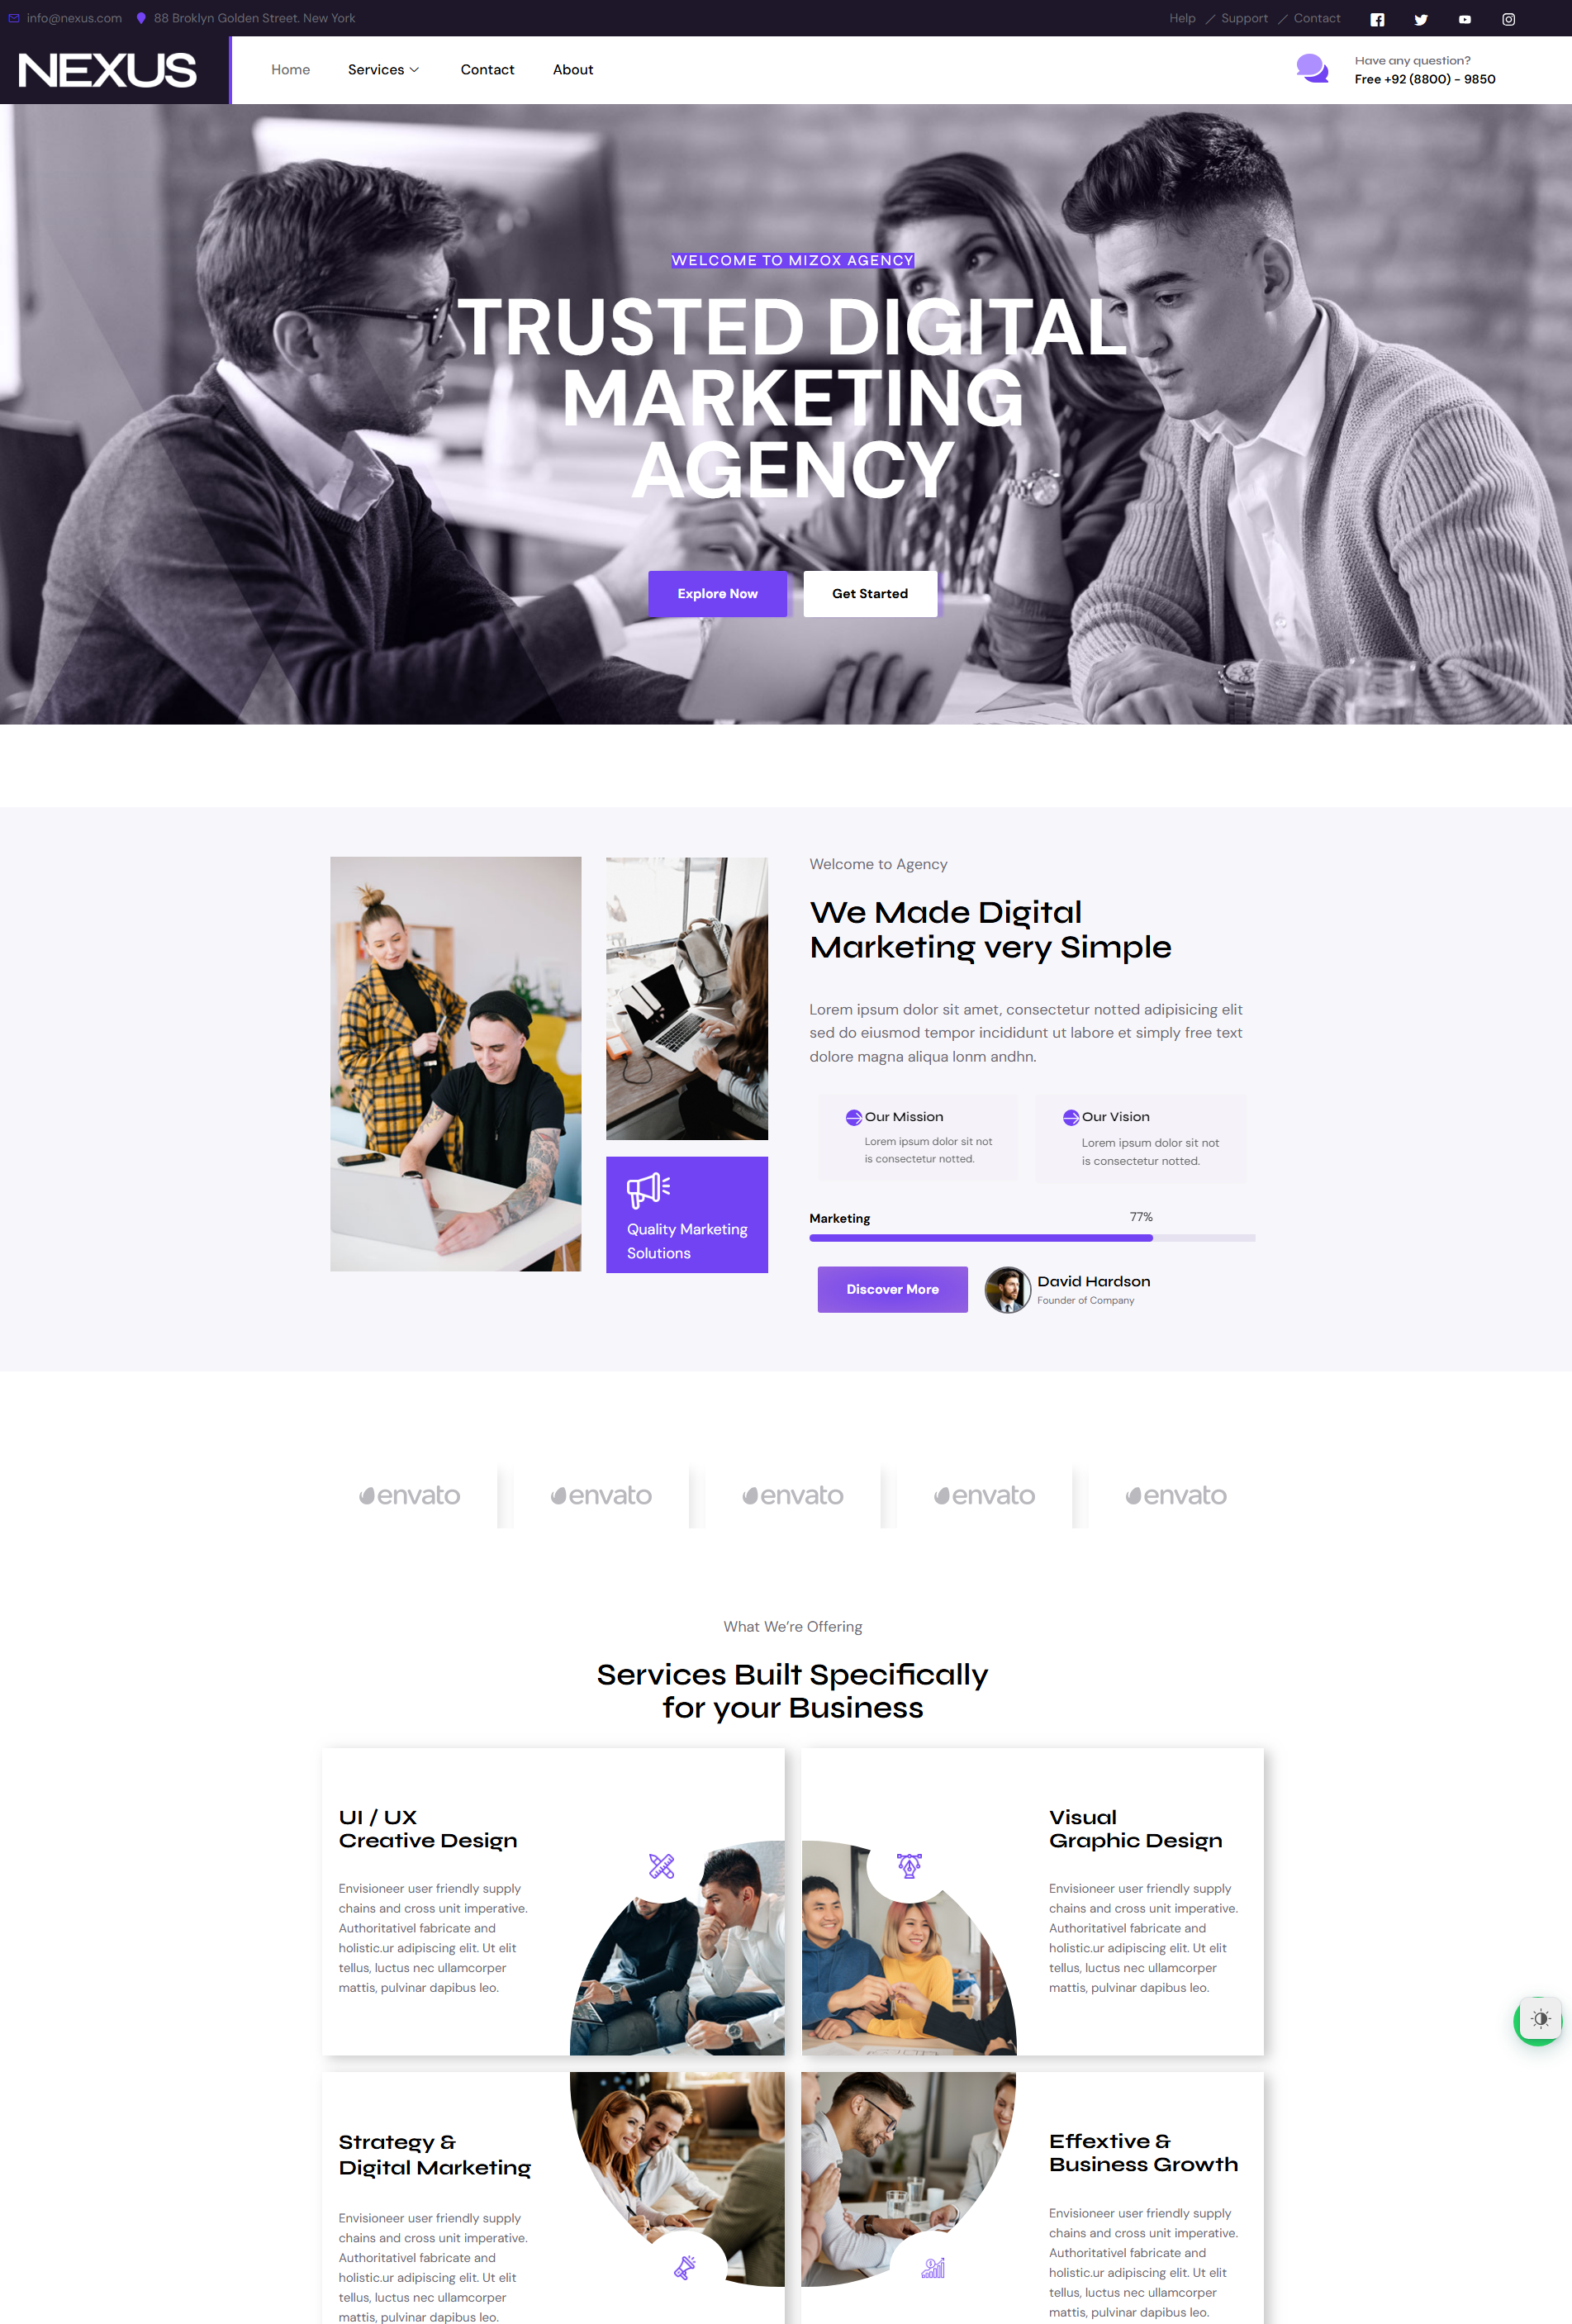 info@nexus.com
88 Broklyn Golden Street. New York
Help / Support / Contact
NEXUS
Home
Services
Contact
About
Have any question?
Free +92 (8800) - 9850
WELCOME TO MIZOX AGENCY
TRUSTED DIGITAL
MARKETING
AGENCY
Explore Now
Get Started
Quality Marketing
Solutions
Welcome to Agency
We Made Digital
Marketing very Simple
Lorem ipsum dolor sit amet, consectetur notted adipisicing elit
sed do eiusmod tempor incididunt ut labore et simply free text
dolore magna aliqua lonm andhn.
Our Mission
Lorem ipsum dolor sit not
is consectetur notted.
Our Vision
Lorem ipsum dolor sit not
is consectetur notted.
Marketing
77%
Discover More
David Hardson
Founder of Company
envato
envato
envato
envato
envato
What We're Offering
Services Built Specifically
for your Business
UI / UX
Creative Design
Envisioneer user friendly supply
chains and cross unit imperative.
Authoritativel fabricate and
holistic.ur adipiscing elit. Ut elit
tellus, luctus nec ullamcorper
mattis, pulvinar dapibus leo.
Visual
Graphic Design
Envisioneer user friendly supply
chains and cross unit imperative.
Authoritativel fabricate and
holistic.ur adipiscing elit. Ut elit
tellus, luctus nec ullamcorper
mattis, pulvinar dapibus leo.
Strategy &
Digital Marketing
Envisioneer user friendly supply
chains and cross unit imperative.
Authoritativel fabricate and
holistic.ur adipiscing elit. Ut elit
tellus, luctus nec ullamcorper
mattis, pulvinar dapibus leo.
Effextive &
Business Growth
Envisioneer user friendly supply
chains and cross unit imperative.
Authoritativel fabricate and
holistic.ur adipiscing elit. Ut elit
tellus, luctus nec ullamcorper
mattis, pulvinar dapibus leo.